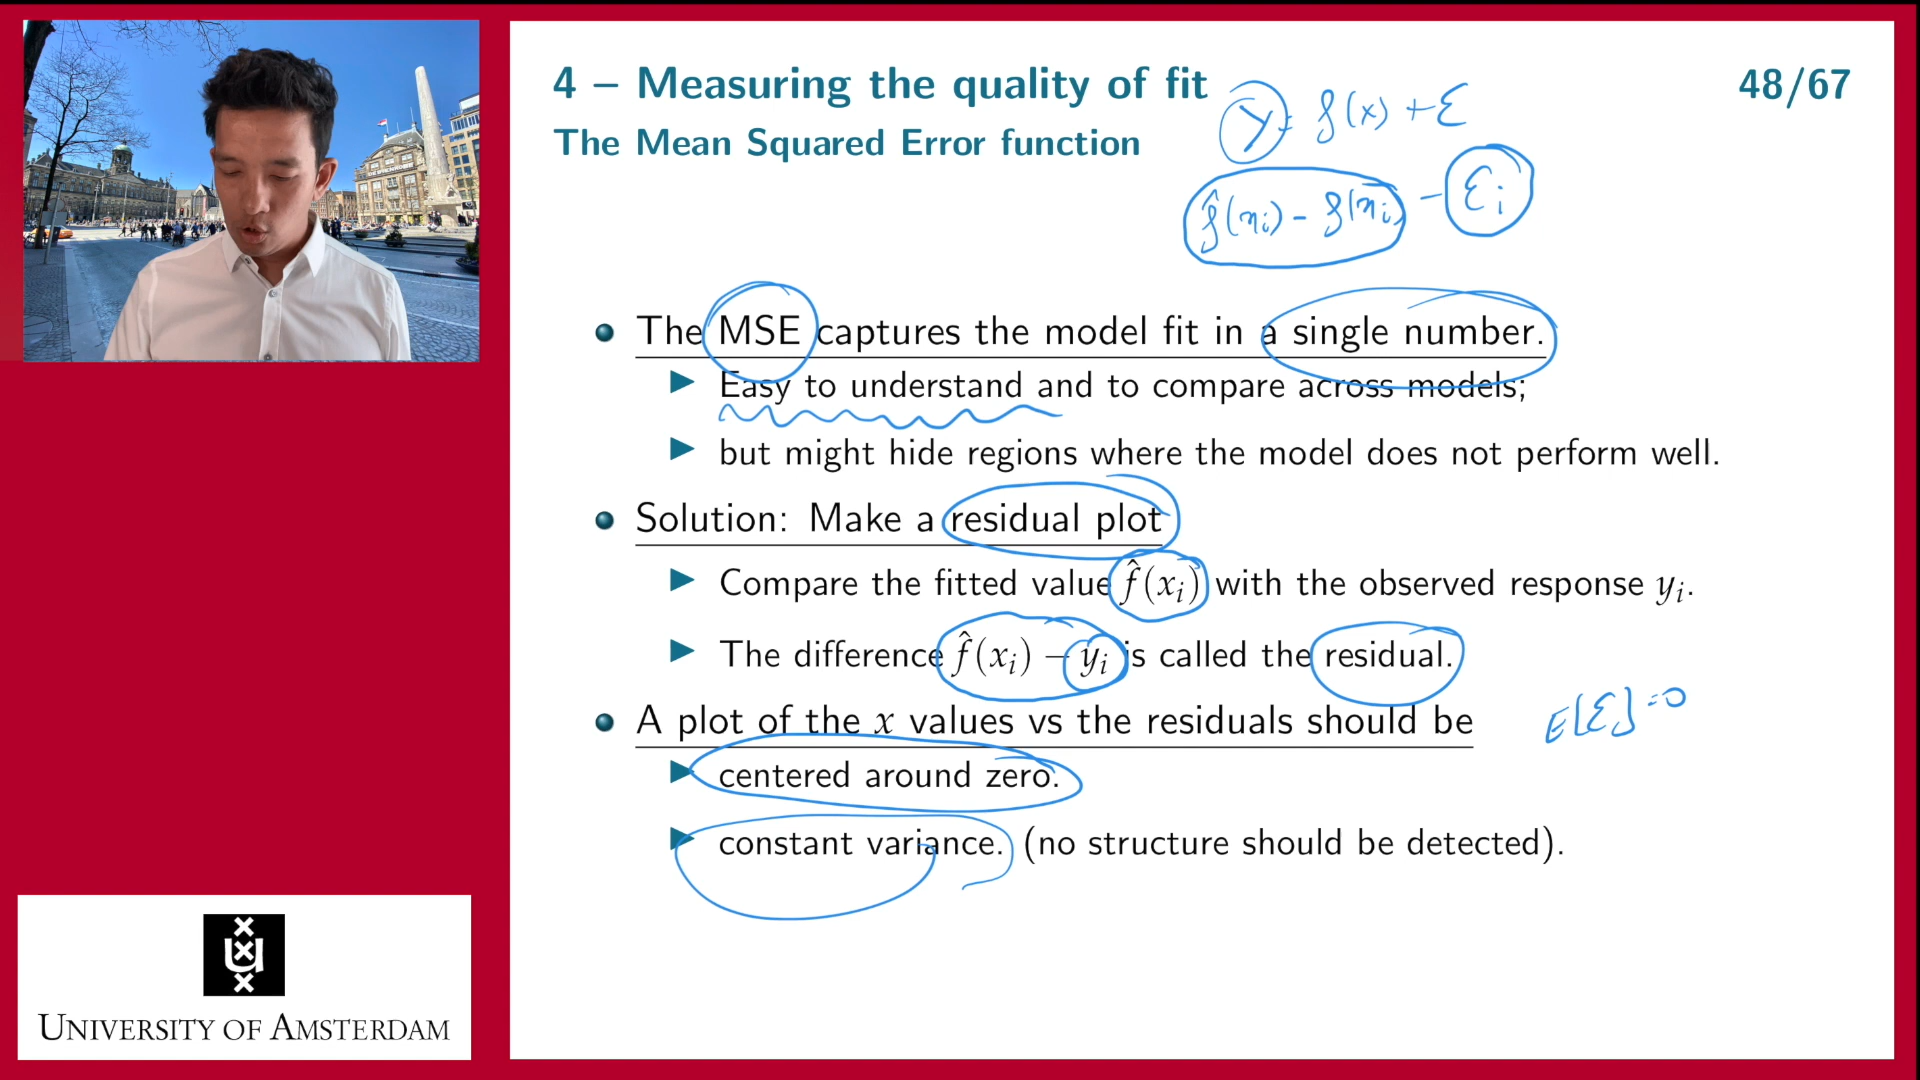 4 – Measuring the quality of fit
48/67
The Mean Squared Error function
Y = f(x) + ε
f̂(xᵢ) - f(xᵢ) - εᵢ
The MSE captures the model fit in a single number.
Easy to understand and to compare across models;
but might hide regions where the model does not perform well.
Solution: Make a residual plot
Compare the fitted value f̂(xᵢ) with the observed response yᵢ.
The difference f̂(xᵢ) − yᵢ is called the residual.
A plot of the x values vs the residuals should be
E[ε] = 0
centered around zero.
constant variance. (no structure should be detected).
UNIVERSITY OF AMSTERDAM